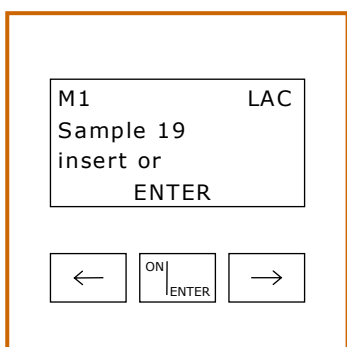 M1 LAC
Sample 19
insert or
ENTER
← ON ENTER →